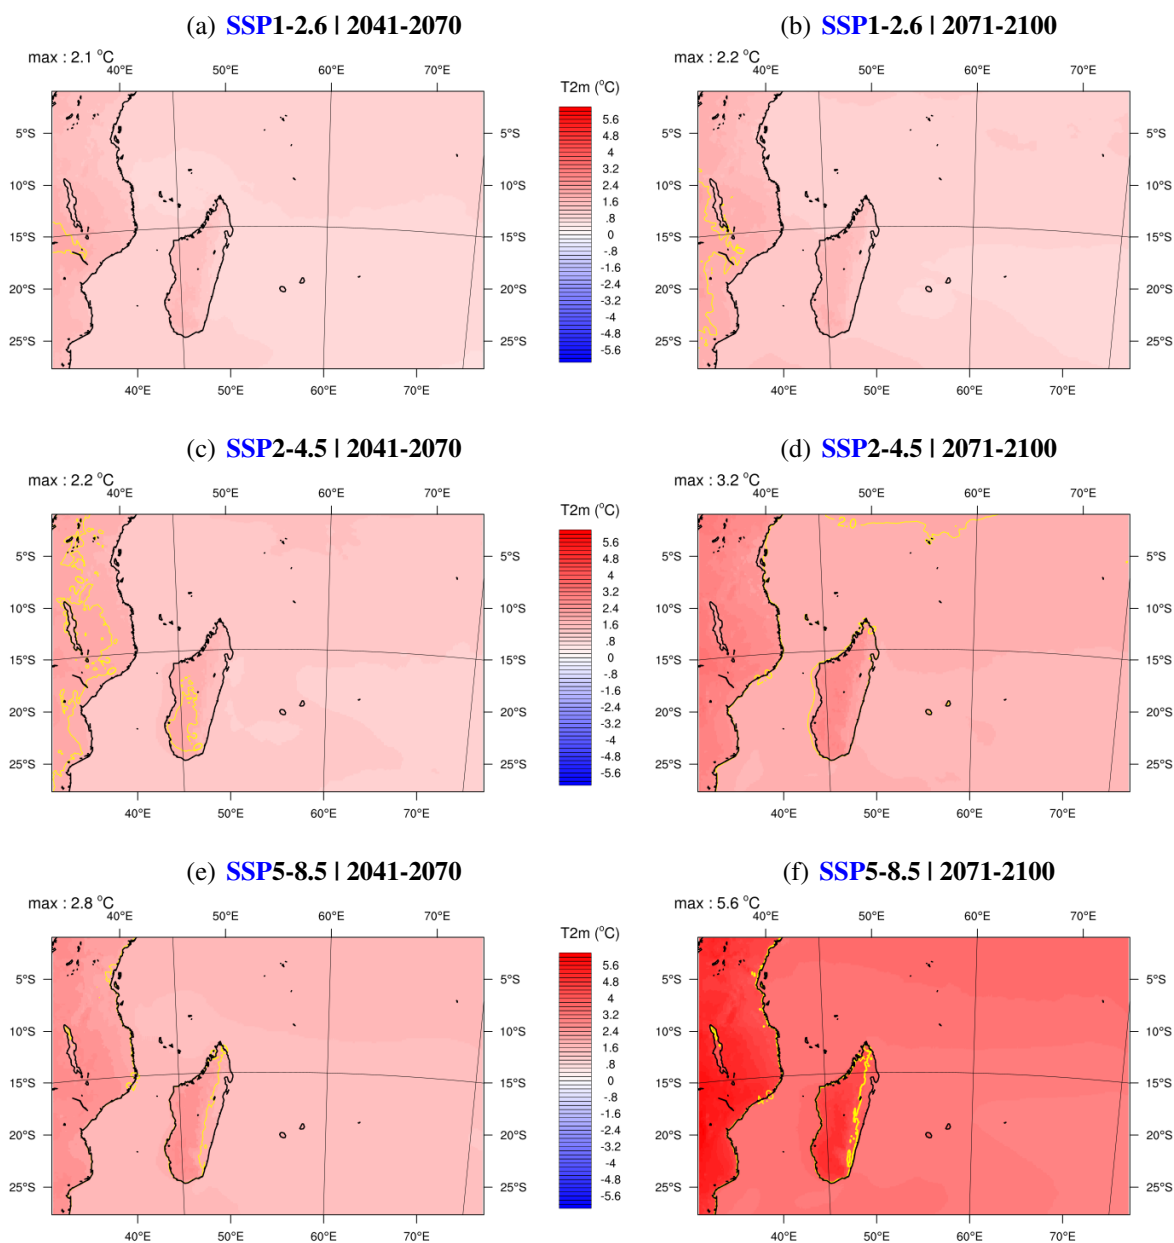 (a) SSP1-2.6 | 2041-2070
max : 2.1 °C
40°E 50°E 60°E 70°E
5°S 5°S
10°S 10°S
15°S 15°S
20°S 20°S
25°S 25°S
40°E 50°E 60°E 70°E
T2m (°C)
5.6
4.8
4
3.2
2.4
1.6
.8
0
-.8
-1.6
-2.4
-3.2
-4
-4.8
-5.6
(b) SSP1-2.6 | 2071-2100
max : 2.2 °C
40°E 50°E 60°E 70°E
5°S 5°S
10°S 10°S
15°S 15°S
20°S 20°S
25°S 25°S
40°E 50°E 60°E 70°E
(c) SSP2-4.5 | 2041-2070
max : 2.2 °C
40°E 50°E 60°E 70°E
5°S 5°S
10°S 10°S
15°S 15°S
20°S 20°S
25°S 25°S
40°E 50°E 60°E 70°E
T2m (°C)
5.6
4.8
4
3.2
2.4
1.6
.8
0
-.8
-1.6
-2.4
-3.2
-4
-4.8
-5.6
(d) SSP2-4.5 | 2071-2100
max : 3.2 °C
40°E 50°E 60°E 70°E
2.0
5°S 5°S
10°S 10°S
15°S 15°S
20°S 20°S
25°S 25°S
40°E 50°E 60°E 70°E
(e) SSP5-8.5 | 2041-2070
max : 2.8 °C
40°E 50°E 60°E 70°E
5°S 5°S
10°S 10°S
15°S 15°S
20°S 20°S
25°S 25°S
40°E 50°E 60°E 70°E
T2m (°C)
5.6
4.8
4
3.2
2.4
1.6
.8
0
-.8
-1.6
-2.4
-3.2
-4
-4.8
-5.6
(f) SSP5-8.5 | 2071-2100
max : 5.6 °C
40°E 50°E 60°E 70°E
5°S 5°S
10°S 10°S
15°S 15°S
20°S 20°S
25°S 25°S
40°E 50°E 60°E 70°E